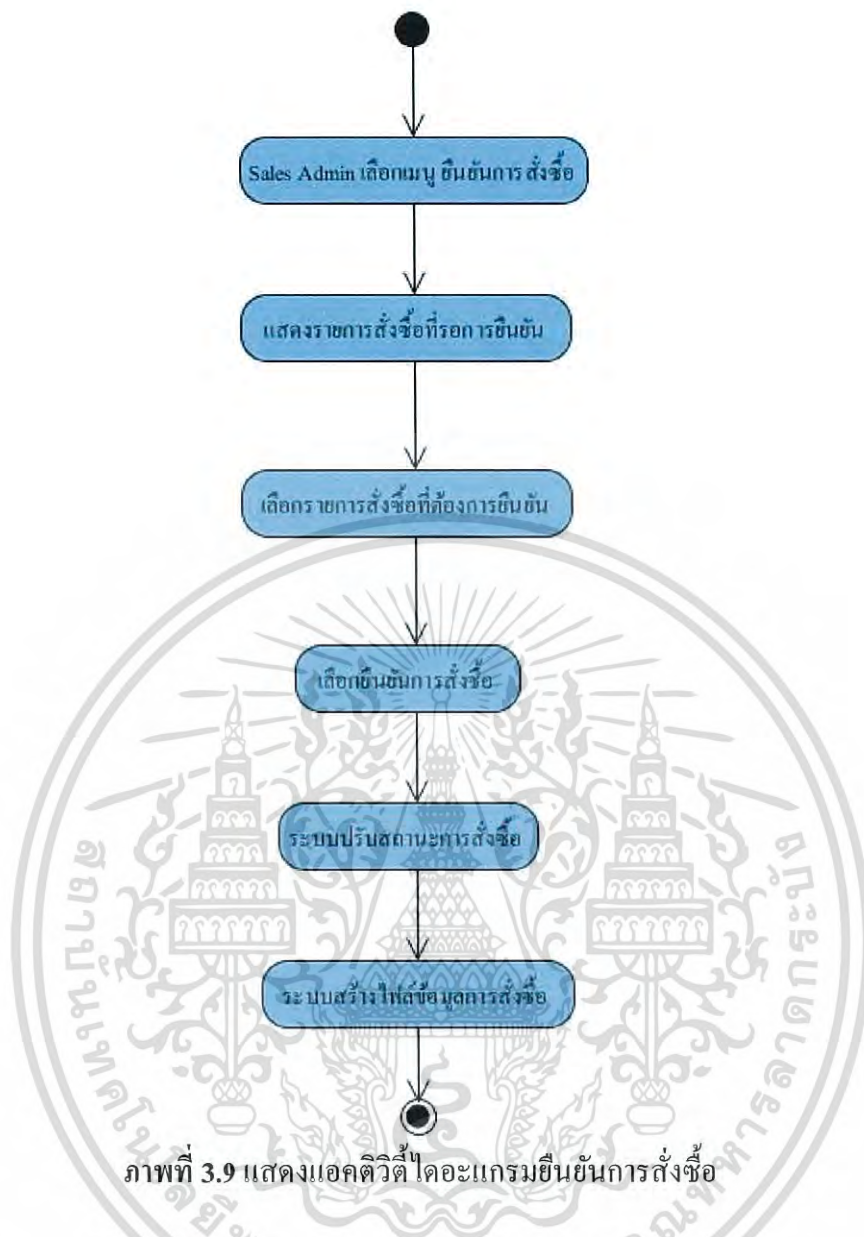 Sales Admin เลือกเมนู ยืนยันการ สั่งซื้อ
แสดงรายการสั่งซื้อที่รอการยืนยัน
เลือกรายการสั่งซื้อที่ต้องการยืนยัน
เลือกยืนยันการสั่งซื้อ
ระบบปรับสถานะการสั่งซื้อ
ระบบสร้างไฟล์ข้อมูลการสั่งซื้อ
ภาพที่ 3.9 แสดงแอคติวิตี้ไดอะแกรมยืนยันการสั่งซื้อ